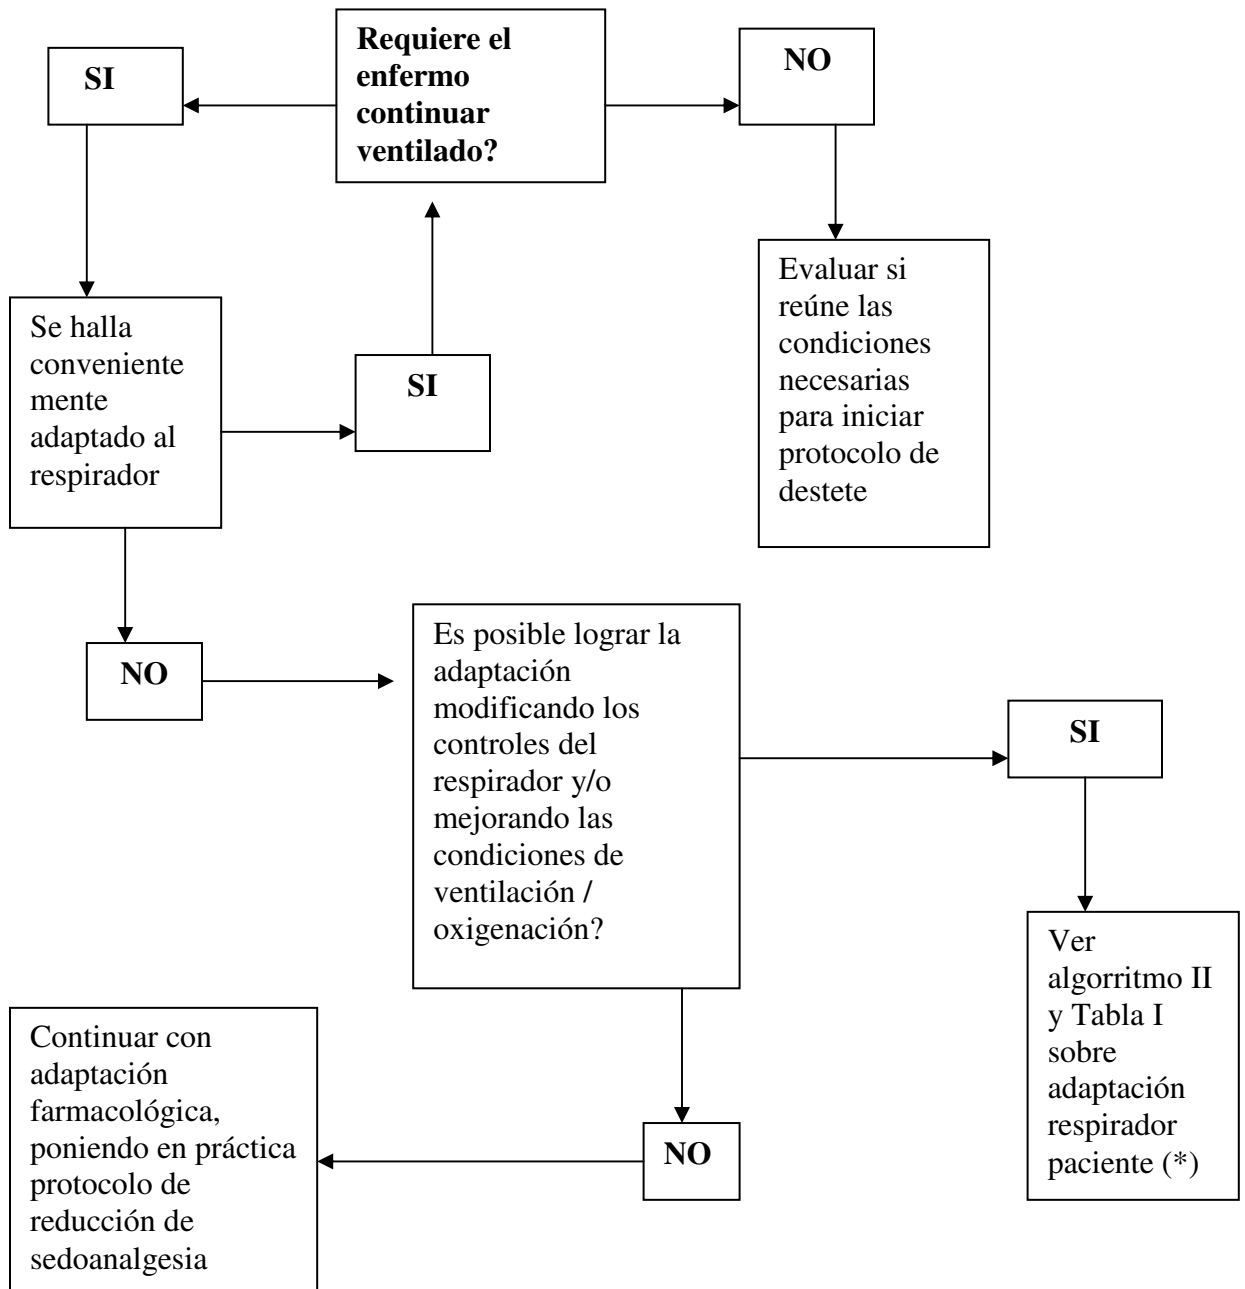 SI
Requiere el
enfermo
continuar
ventilado?
NO
Evaluar si
reúne las
condiciones
necesarias
para iniciar
protocolo de
destete
Se halla
conveniente
mente
adaptado al
respirador
SI
NO
Es posible lograr la
adaptación
modificando los
controles del
respirador y/o
mejorando las
condiciones de
ventilación /
oxigenación?
SI
Ver
algorritmo II
y Tabla I
sobre
adaptación
respirador
paciente (*)
NO
Continuar con
adaptación
farmacológica,
poniendo en práctica
protocolo de
reducción de
sedoanalgesia